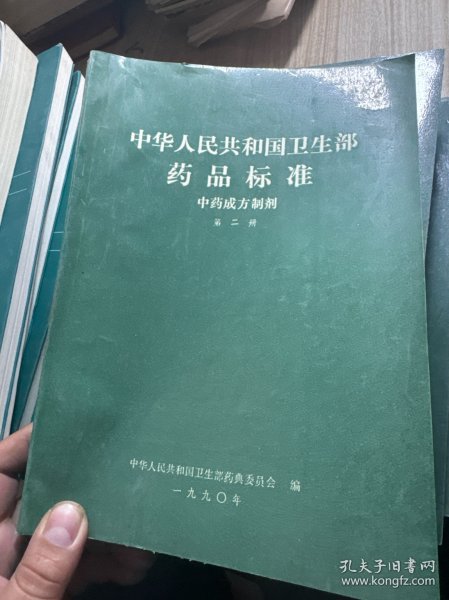 中华人民共和国卫生部
药品标准
中药成方制剂
第二册
中华人民共和国卫生部药典委员会 编
一九九〇年
孔夫子旧书网
www.kongfz.com